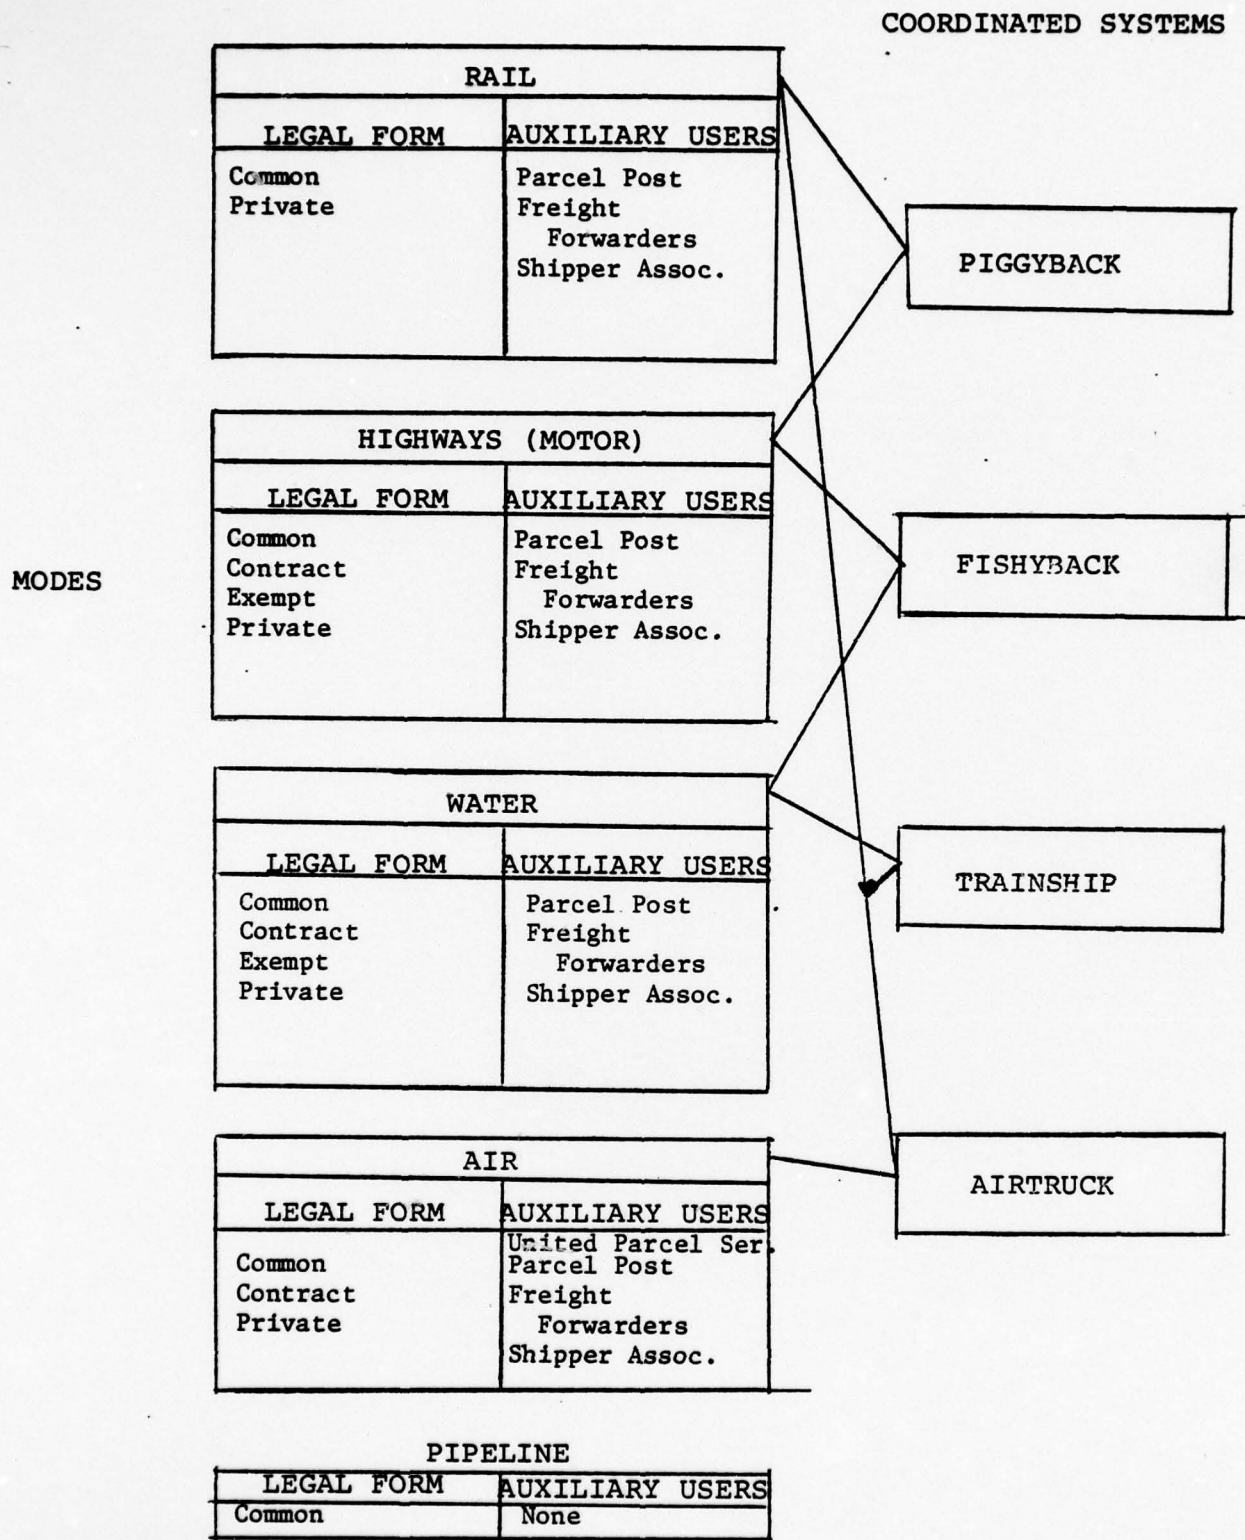 COORDINATED SYSTEMS
RAIL
LEGAL FORM AUXILIARY USERS
Common Parcel Post
Private Freight
Forwarders
Shipper Assoc.
PIGGYBACK
HIGHWAYS (MOTOR)
LEGAL FORM AUXILIARY USERS
Common Parcel Post
Contract Freight
Exempt Forwarders
Private Shipper Assoc.
FISHYBACK
MODES
WATER
LEGAL FORM AUXILIARY USERS
Common Parcel Post
Contract Freight
Exempt Forwarders
Private Shipper Assoc.
TRAINSHIP
AIR
LEGAL FORM AUXILIARY USERS
United Parcel Ser.
Common Parcel Post
Contract Freight
Private Forwarders
Shipper Assoc.
AIRTRUCK
PIPELINE
LEGAL FORM AUXILIARY USERS
Common None